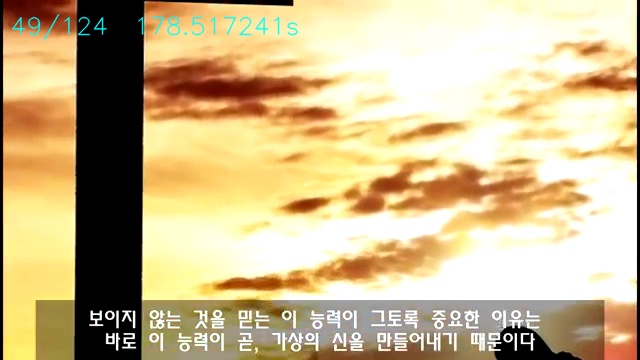 49/124 178.517241s
보이지 않는 것을 믿는 이 능력이 그토록 중요한 이유는
바로 이 능력이 곧, 가상의 신을 만들어내기 때문이다